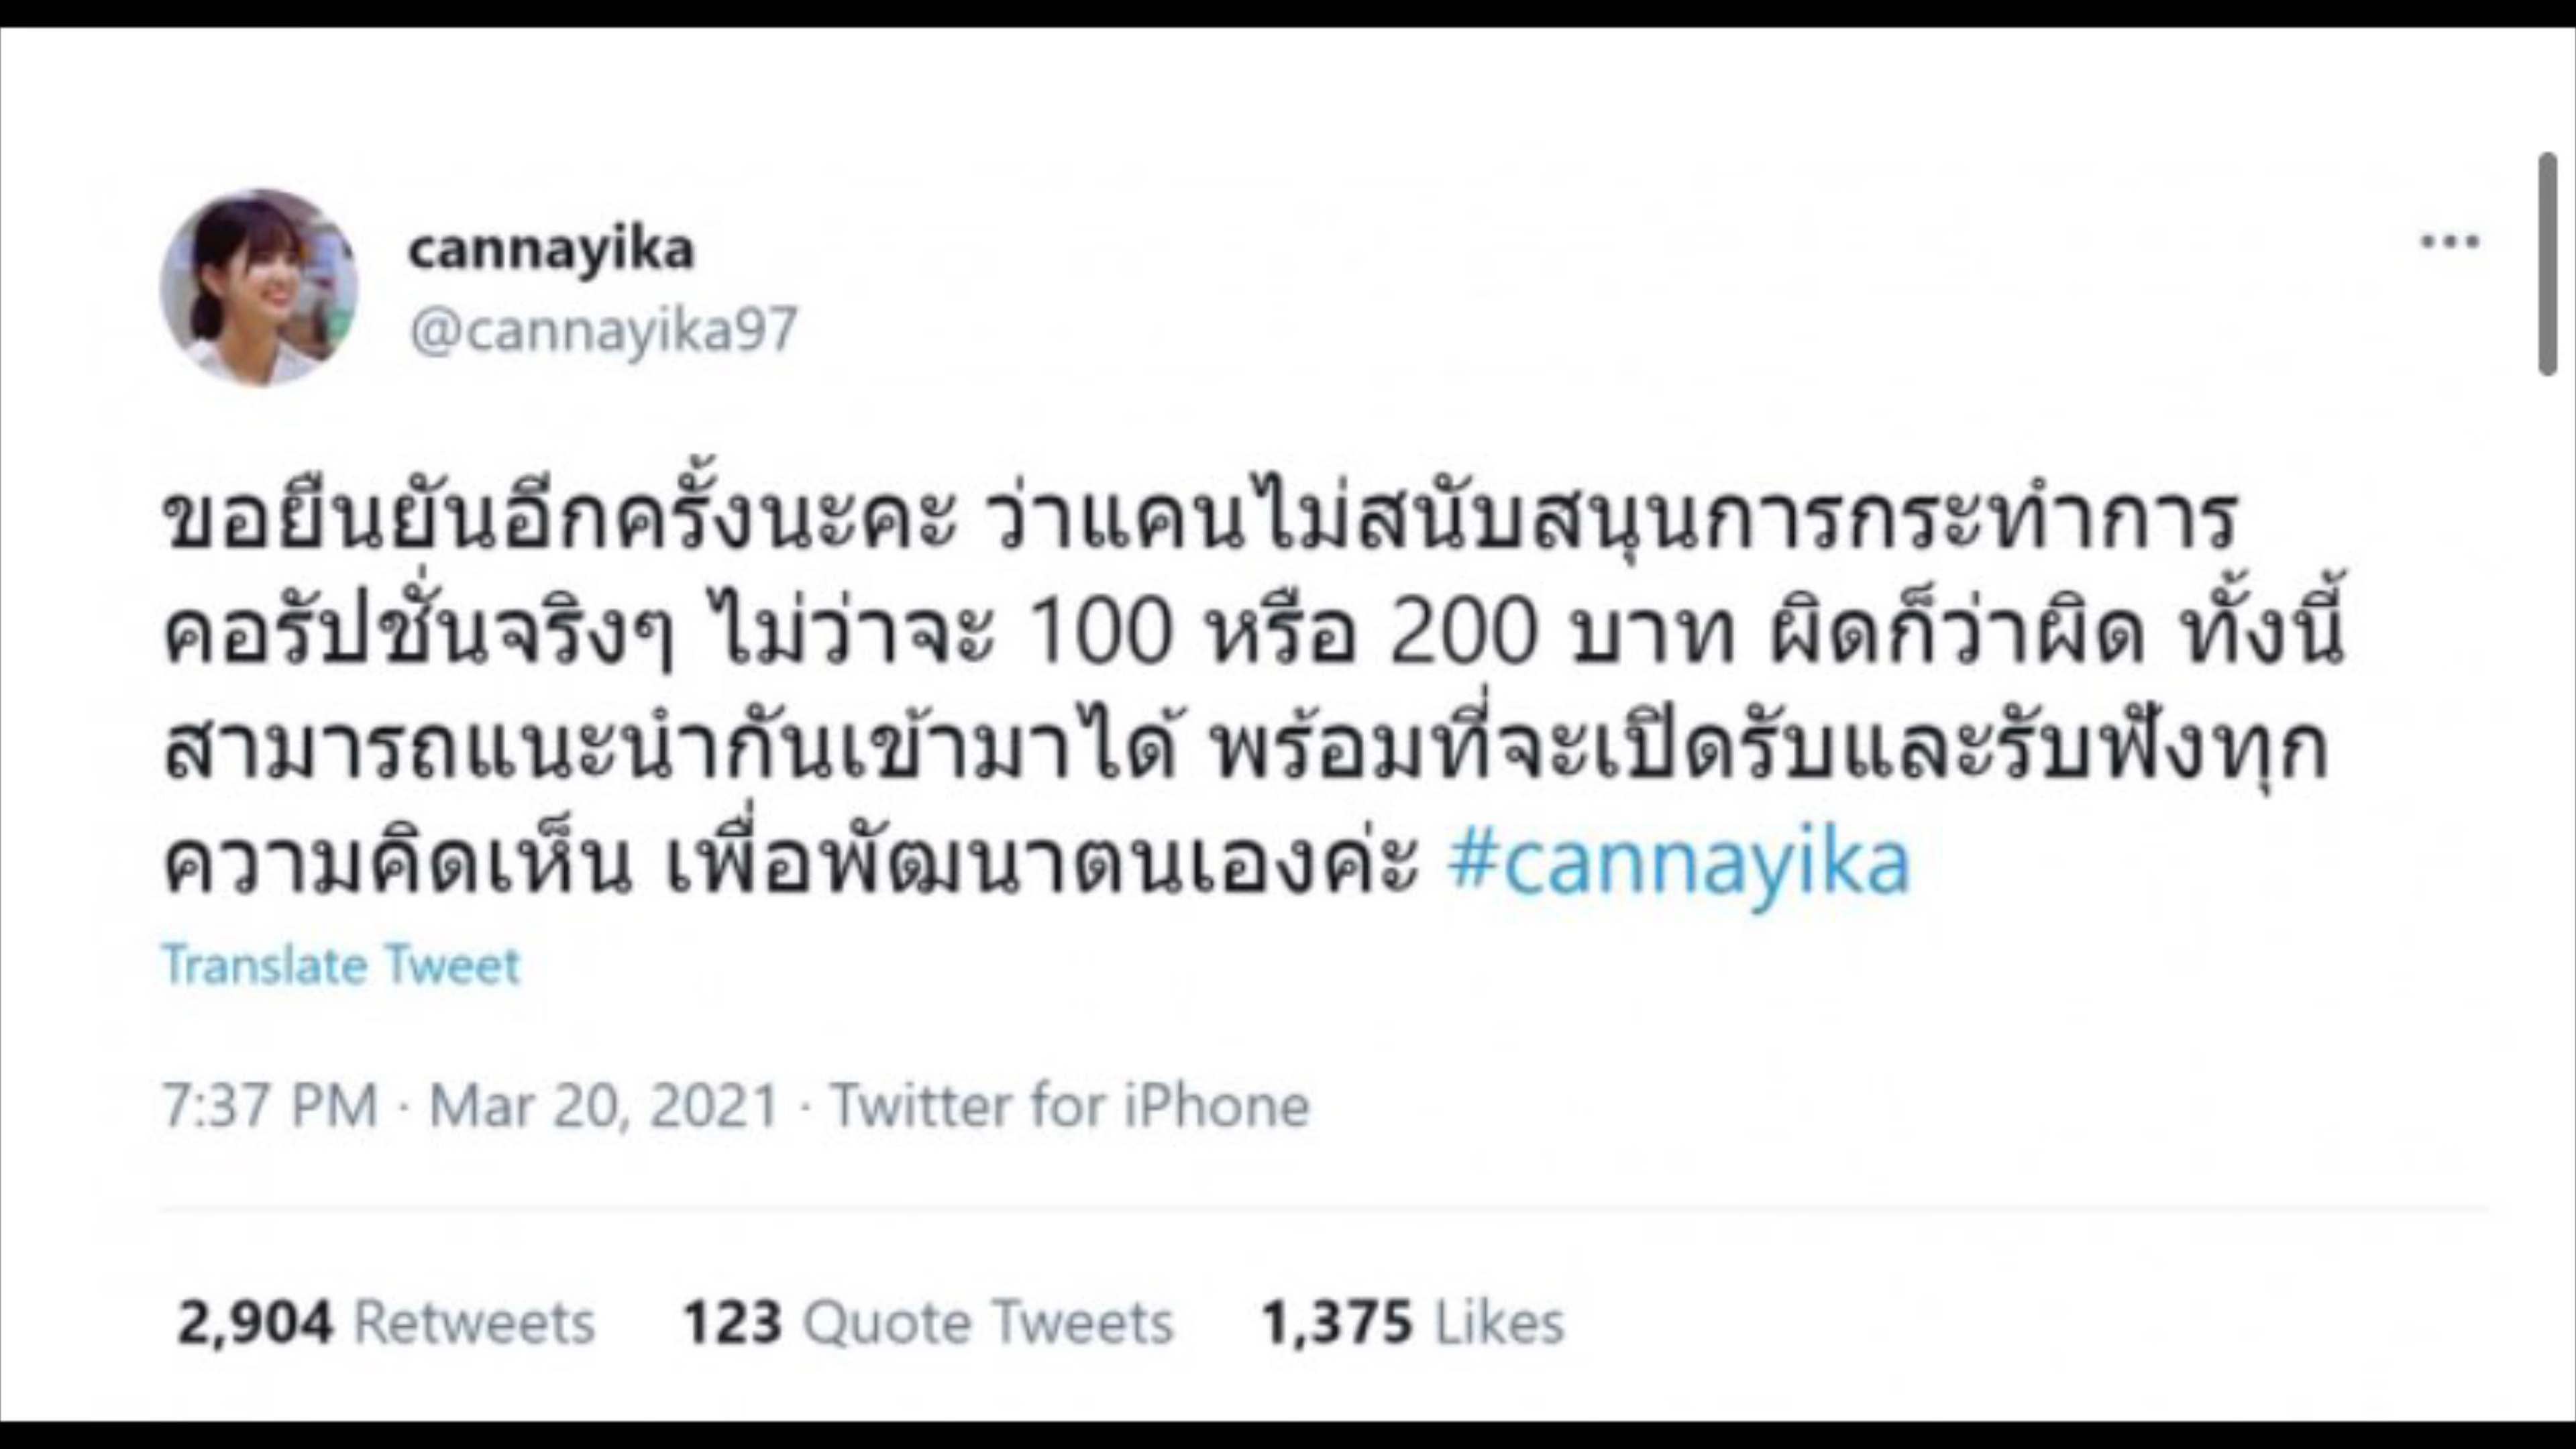 cannayika
@cannayika97
ขอยืนยันอีกครั้งนะคะ ว่าแคนไม่สนับสนุนการกระทำการ
คอรัปชั่นจริงๆ ไม่ว่าจะ 100 หรือ 200 บาท ผิดก็ว่าผิด ทั้งนี้
สามารถแนะนำกันเข้ามาได้ พร้อมที่จะเปิดรับและรับฟังทุก
ความคิดเห็น เพื่อพัฒนาตนเองค่ะ #cannayika
Translate Tweet
7:37 PM · Mar 20, 2021 · Twitter for iPhone
2,904 Retweets 123 Quote Tweets 1,375 Likes